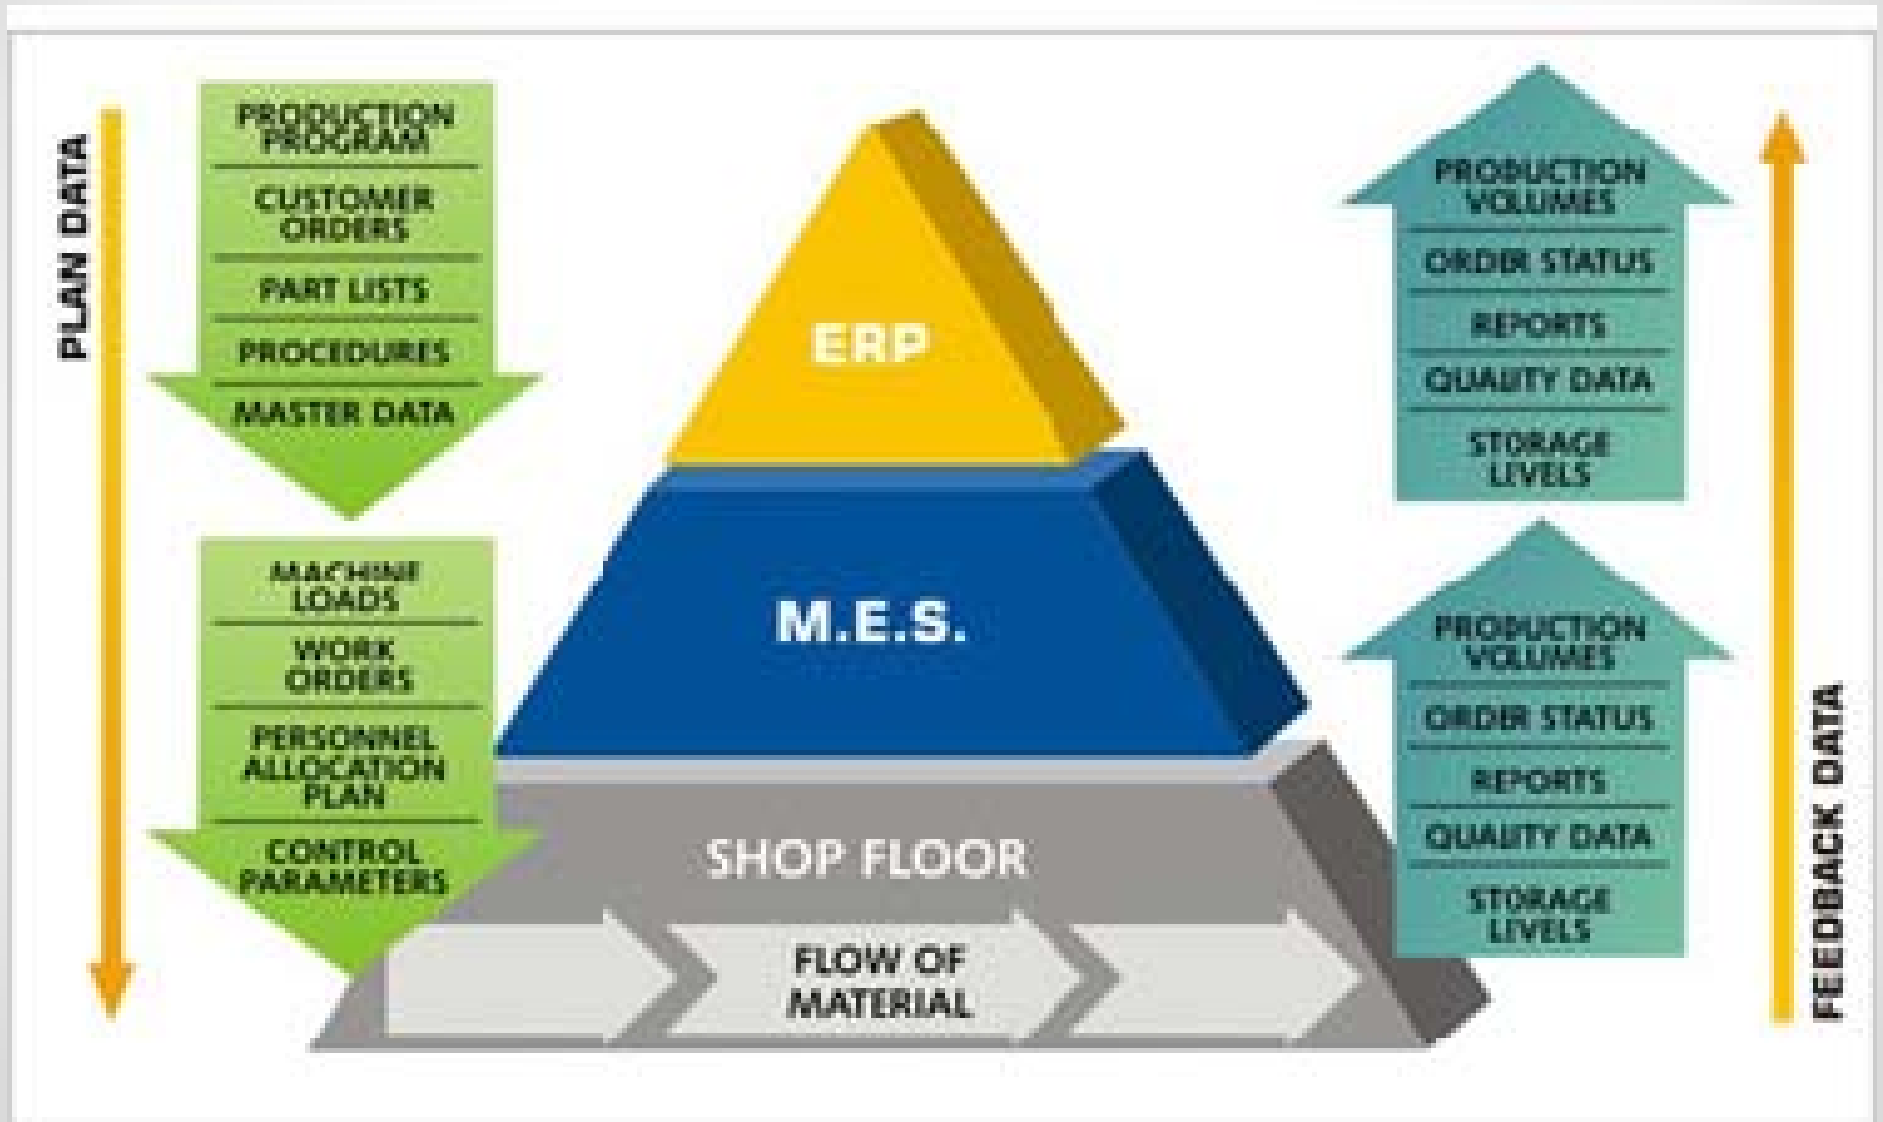 PLAN DATA
PRODUCTION
PROGRAM
CUSTOMER
ORDERS
PART LISTS
PROCEDURES
MASTER DATA
MACHINE
LOADS
WORK
ORDERS
PERSONNEL
ALLOCATION
PLAN
CONTROL
PARAMETERS
ERP
M.E.S.
SHOP FLOOR
FLOW OF
MATERIAL
PRODUCTION
VOLUMES
ORDER STATUS
REPORTS
QUALITY DATA
STORAGE
LEVELS
PRODUCTION
VOLUMES
ORDER STATUS
REPORTS
QUALITY DATA
STORAGE
LEVELS
FEEDBACK DATA